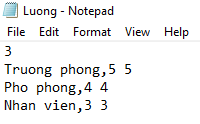 Luong - Notepad
File Edit Format View Help
3
Truong phong,5 5
Pho phong,4 4
Nhan vien,3 3